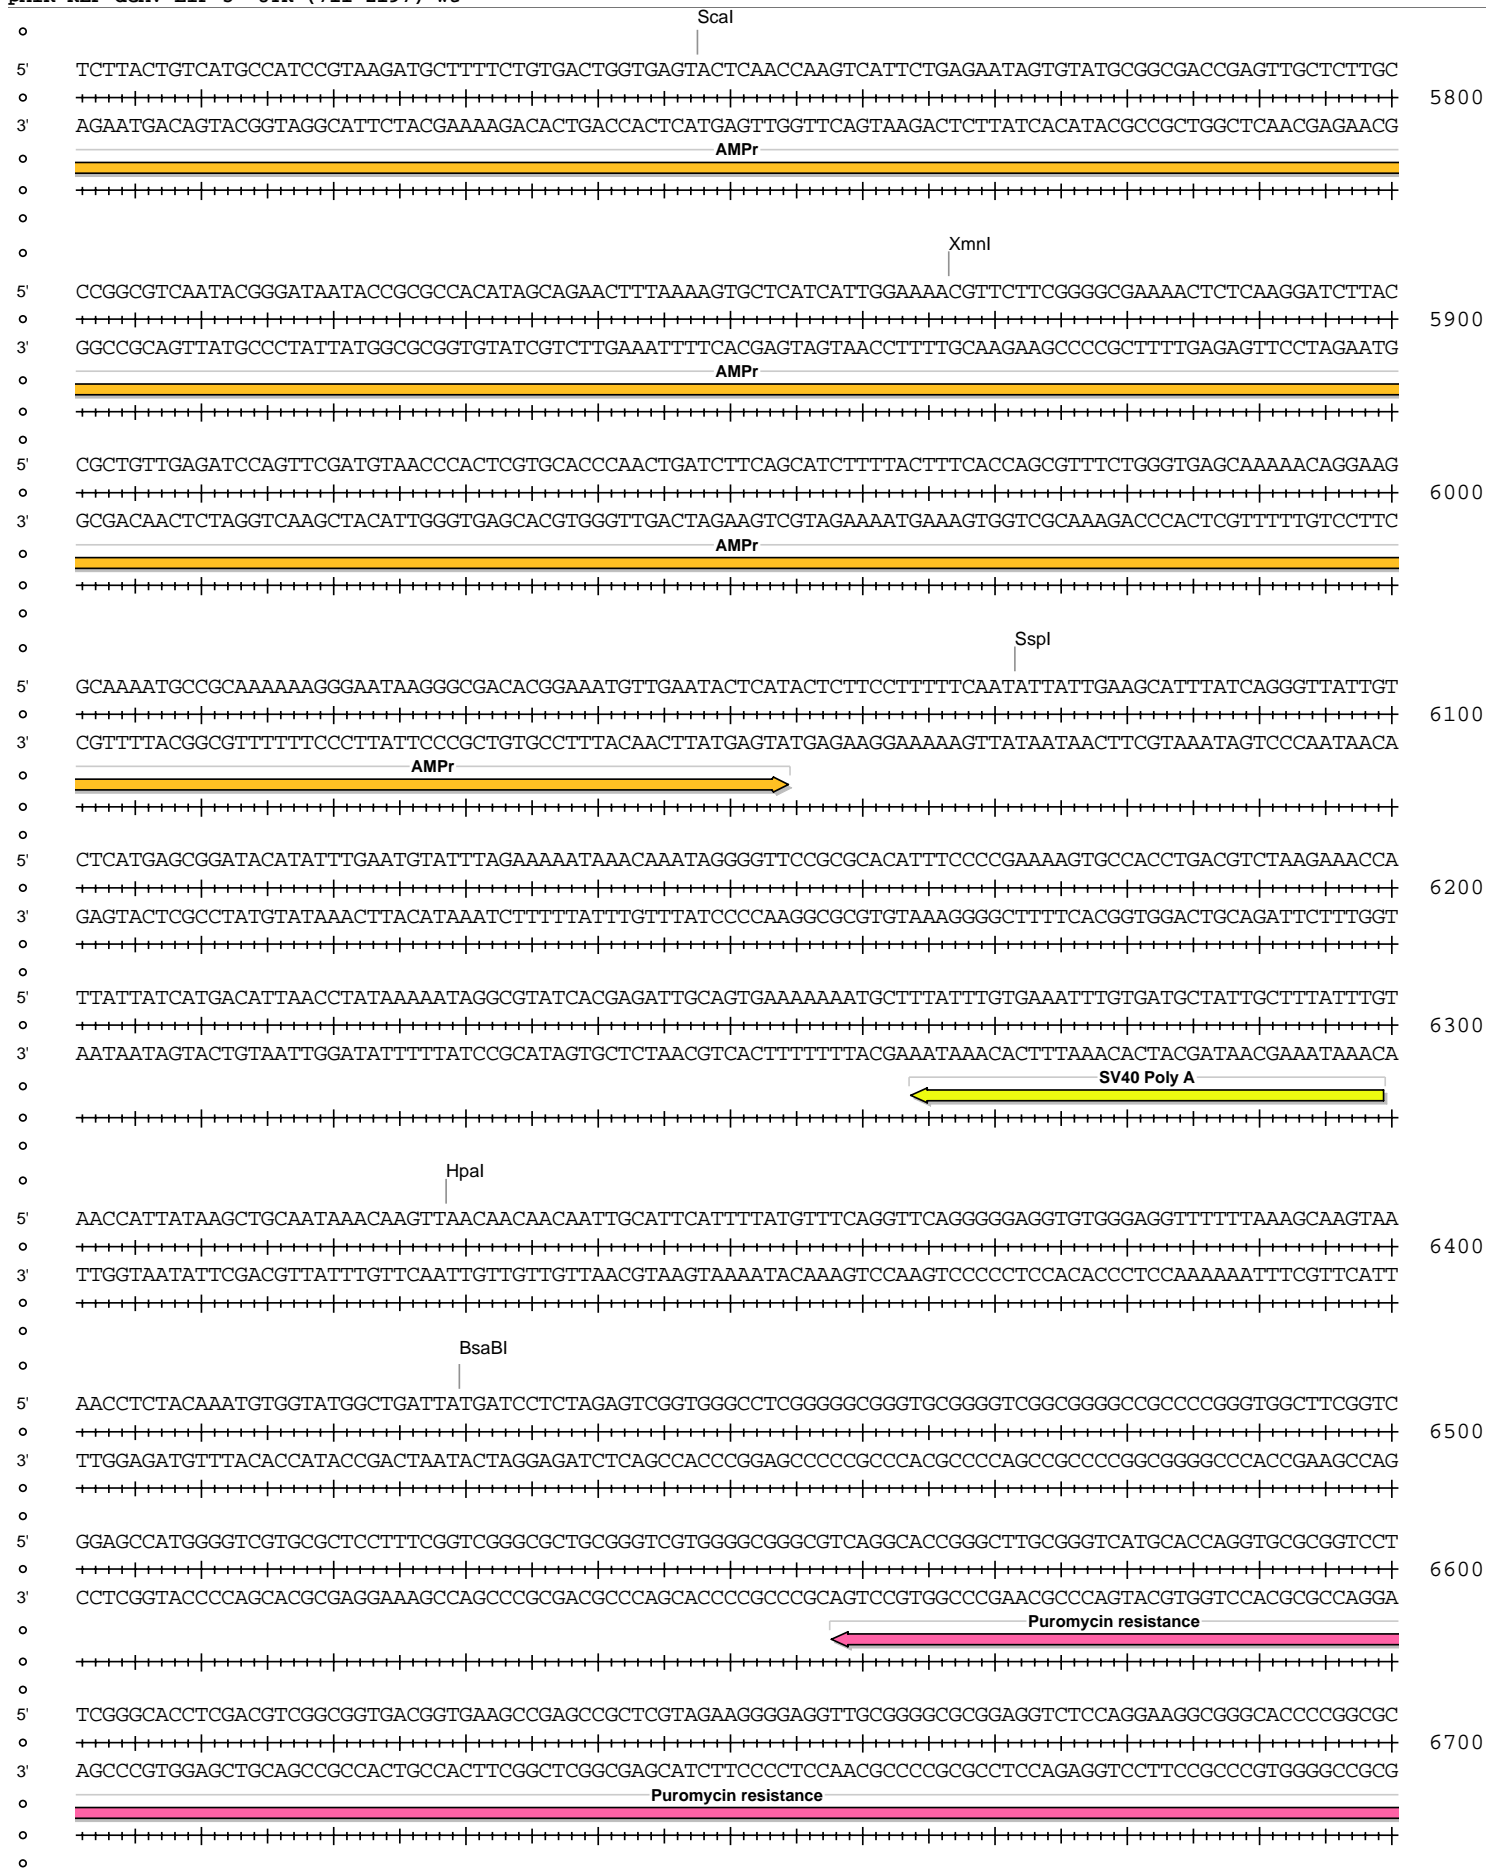 ScaI
5' TCTTACTGTCATGCCATCCGTAAGATGCTTTTCTGTGACTGGTGAGTACTCAACCAAGTCATTCTGAGAATAGTGTATGCGGCGACCGAGTTGCTCTTGC
5800
3' AGAATGACAGTACGGTAGGCATTCTACGAAAAGACACTGACCACTCATGAGTTGGTTCAGTAAGACTCTTATCACATACGCCGCTGGCTCAACGAGAACG
AMPr
XmnI
5' CCGGCGTCAATACGGGATAATACCGCGCCACATAGCAGAACTTTAAAAGTGCTCATCATTGGAAAACGTTCTTCGGGGCGAAAACTCTCAAGGATCTTAC
5900
3' GGCCGCAGTTATGCCCTATTATGGCGCGGTGTATCGTCTTGAAATTTTCACGAGTAGTAACCTTTTGCAAGAAGCCCCGCTTTTGAGAGTTCCTAGAATG
AMPr
5' CGCTGTTGAGATCCAGTTCGATGTAACCCACTCGTGCACCCAACTGATCTTCAGCATCTTTTACTTTCACCAGCGTTTCTGGGTGAGCAAAAACAGGAAG
6000
3' GCGACAACTCTAGGTCAAGCTACATTGGGTGAGCACGTGGGTTGACTAGAAGTCGTAGAAAATGAAAGTGGTCGCAAAGACCCACTCGTTTTTGTCCTTC
AMPr
SspI
5' GCAAAATGCCGCAAAAAAGGGAATAAGGGCGACACGGAAATGTTGAATACTCATACTCTTCCTTTTTCAATATTATTGAAGCATTTATCAGGGTTATTGT
6100
3' CGTTTTACGGCGTTTTTTCCCTTATTCCCGCTGTGCCTTTACAACTTATGAGTATGAGAAGGAAAAAGTTATAATAACTTCGTAAATAGTCCCAATAACA
AMPr
5' CTCATGAGCGGATACATATTTGAATGTATTTAGAAAAATAAACAAATAGGGGTTCCGCGCACATTTCCCCGAAAAGTGCCACCTGACGTCTAAGAAACCA
6200
3' GAGTACTCGCCTATGTATAAACTTACATAAATCTTTTTATTTGTTTATCCCCAAGGCGCGTGTAAAGGGGCTTTTCACGGTGGACTGCAGATTCTTTGGT
5' TTATTATCATGACATTAACCTATAAAAATAGGCGTATCACGAGATTGCAGTGAAAAAAATGCTTTATTTGTGAAATTTGTGATGCTATTGCTTTATTTGT
6300
3' AATAATAGTACTGTAATTGGATATTTTTATCCGCATAGTGCTCTAACGTCACTTTTTTTACGAAATAAACACTTTAAACACTACGATAACGAAATAAACA
SV40 Poly A
HpaI
5' AACCATTATAAGCTGCAATAAACAAGTTAACAACAACAATTGCATTCATTTTATGTTTCAGGTTCAGGGGGAGGTGTGGGAGGTTTTTTAAAGCAAGTAA
6400
3' TTGGTAATATTCGACGTTATTTGTTCAATTGTTGTTGTTAACGTAAGTAAAATACAAAGTCCAAGTCCCCCTCCACACCCTCCAAAAAATTTCGTTCATT
BsaBI
5' AACCTCTACAAATGTGGTATGGCTGATTATGATCCTCTAGAGTCGGTGGGCCTCGGGGGCGGGTGCGGGGTCGGCGGGGCCGCCCCGGGTGGCTTCGGTC
6500
3' TTGGAGATGTTTACACCATACCGACTAATACTAGGAGATCTCAGCCACCCGGAGCCCCCGCCCACGCCCCAGCCGCCCCGGCGGGGCCCACCGAAGCCAG
5' GGAGCCATGGGGTCGTGCGCTCCTTTCGGTCGGGCGCTGCGGGTCGTGGGGCGGGCGTCAGGCACCGGGCTTGCGGGTCATGCACCAGGTGCGCGGTCCT
6600
3' CCTCGGTACCCCAGCACGCGAGGAAAGCCAGCCCGCGACGCCCAGCACCCCGCCCGCAGTCCGTGGCCCGAACGCCCAGTACGTGGTCCACGCGCCAGGA
Puromycin resistance
5' TCGGGCACCTCGACGTCGGCGGTGACGGTGAAGCCGAGCCGCTCGTAGAAGGGGAGGTTGCGGGGCGCGGAGGTCTCCAGGAAGGCGGGCACCCCGGCGC
6700
3' AGCCCGTGGAGCTGCAGCCGCCACTGCCACTTCGGCTCGGCGAGCATCTTCCCCTCCAACGCCCCGCGCCTCCAGAGGTCCTTCCGCCCGTGGGGCCGCG
Puromycin resistance